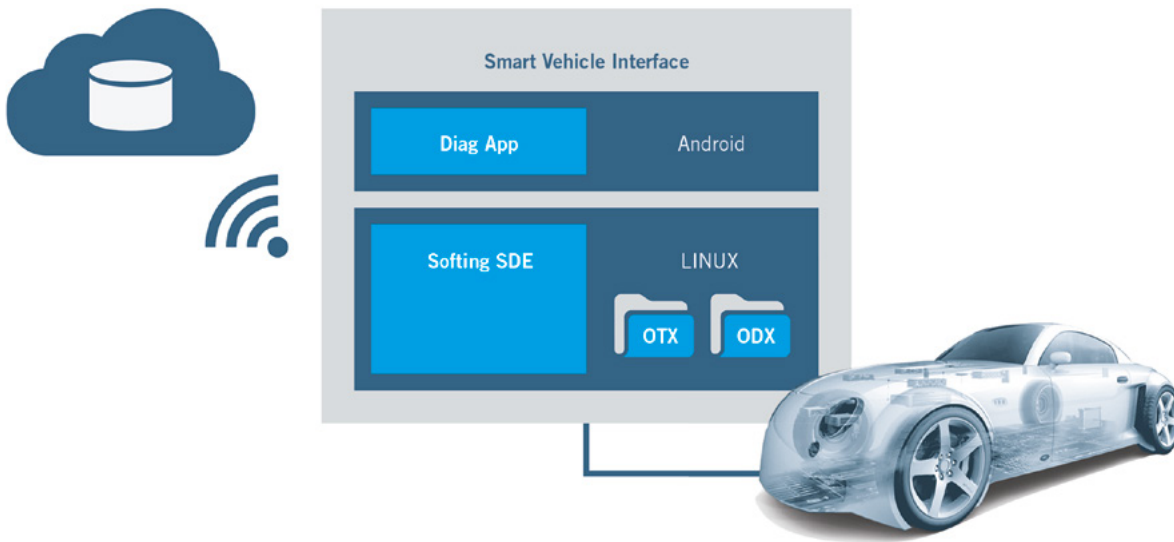 Smart Vehicle Interface
Diag App
Android
Softing SDE
LINUX
OTX
ODX